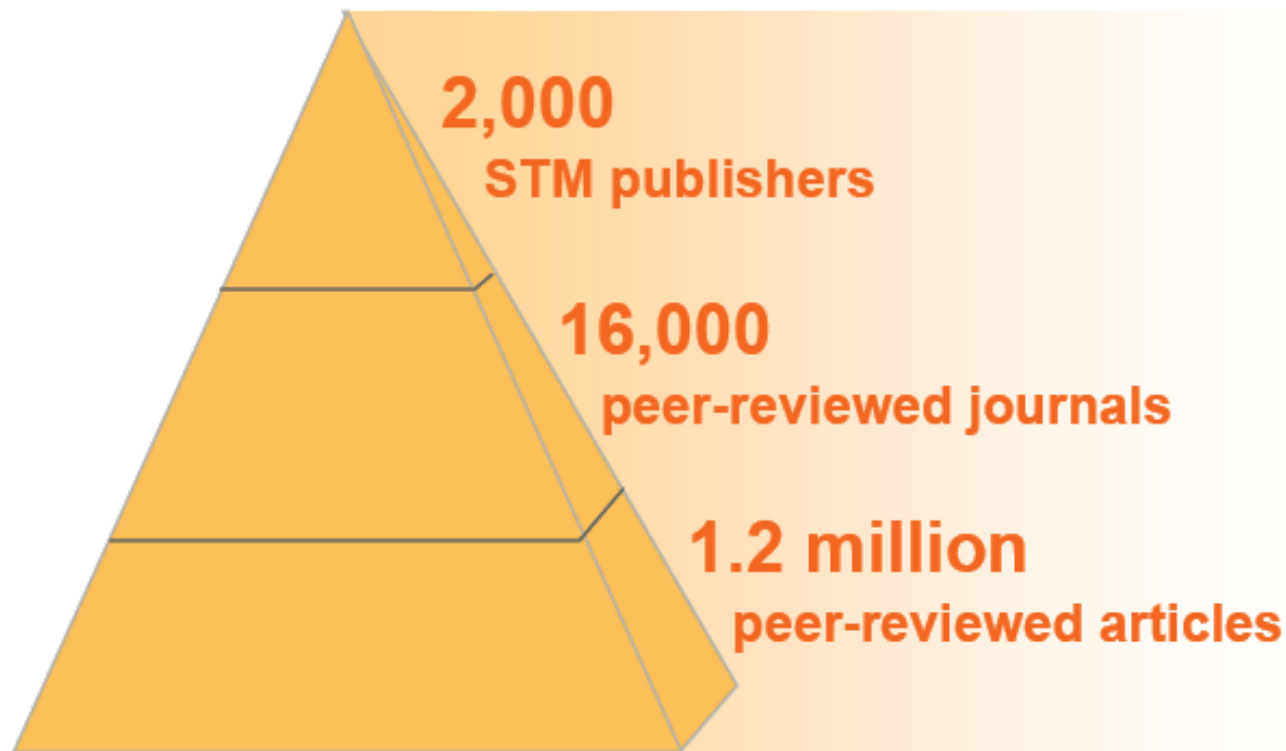 2,000
STM publishers
16,000
peer-reviewed journals
1.2 million
peer-reviewed articles